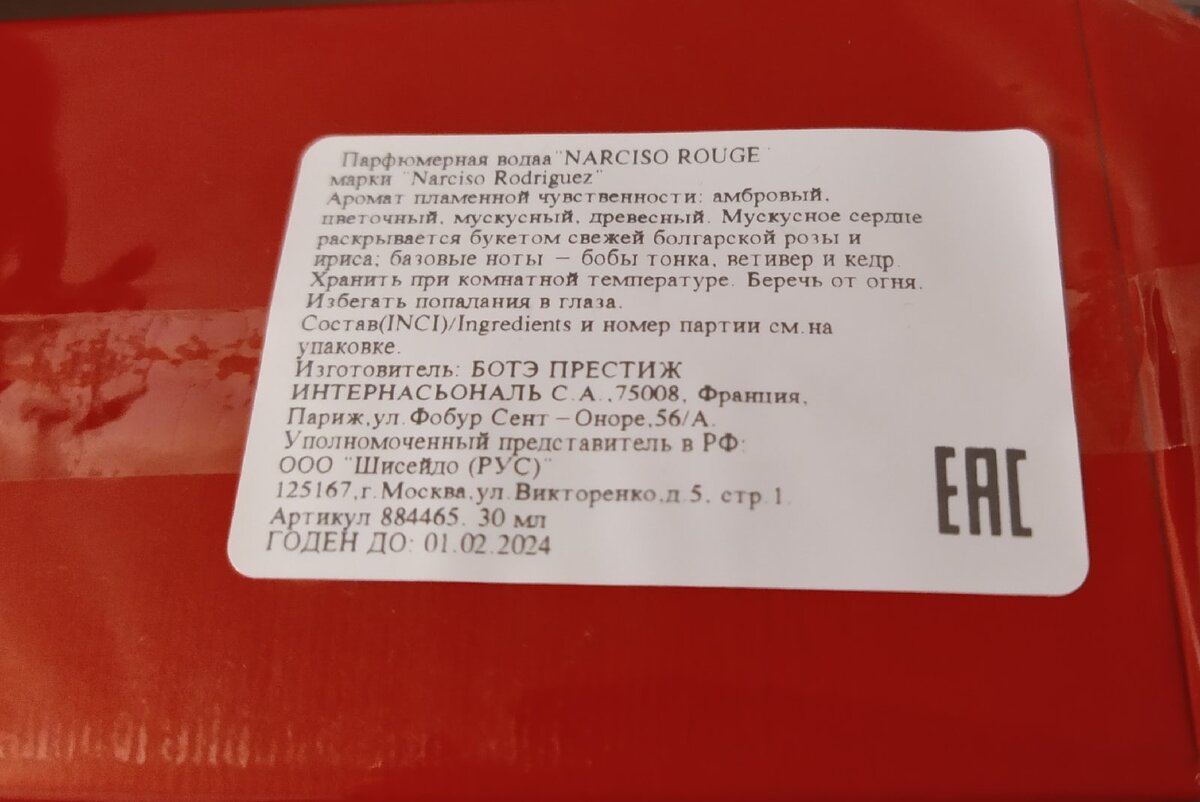 Парфюмерная водаа "NARCISO ROUGE"
марки "Narciso Rodriguez"
Аромат пламенной чувственности: амбровый,
цветочный, мускусный, древесный. Мускусное сердце
раскрывается букетом свежей болгарской розы и
ириса; базовые ноты – бобы тонка, ветивер и кедр.
Хранить при комнатной температуре. Беречь от огня.
Избегать попадания в глаза.
Состав(INCI)/Ingredients и номер партии см.на
упаковке.
Изготовитель: БОТЭ ПРЕСТИЖ
ИНТЕРНАСЬОНАЛЬ С.А.,75008, Франция,
Париж,ул.Фобур Сент – Оноре,56/А.
Уполномоченный представитель в РФ:
ООО "Шисейдо (РУС)"
125167,г.Москва,ул.Викторенко,д.5, стр.1.
Артикул 884465. 30 мл
ГОДЕН ДО: 01.02.2024
EAC